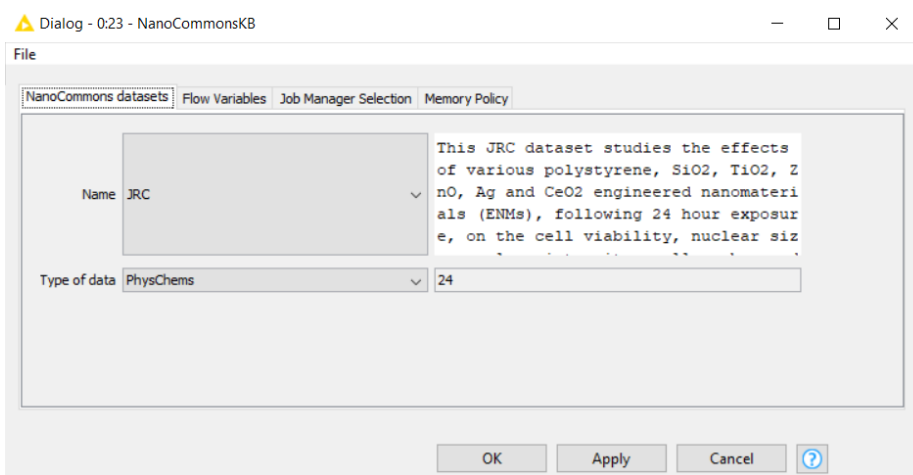 Dialog - 0:23 - NanoCommonsKB
File
NanoCommons datasets Flow Variables Job Manager Selection Memory Policy
This JRC dataset studies the effects
of various polystyrene, SiO2, TiO2, Z
Name JRC nO, Ag and CeO2 engineered nanomateri
als (ENMs), following 24 hour exposur
e, on the cell viability, nuclear siz
Type of data PhysChems 24
OK Apply Cancel ?